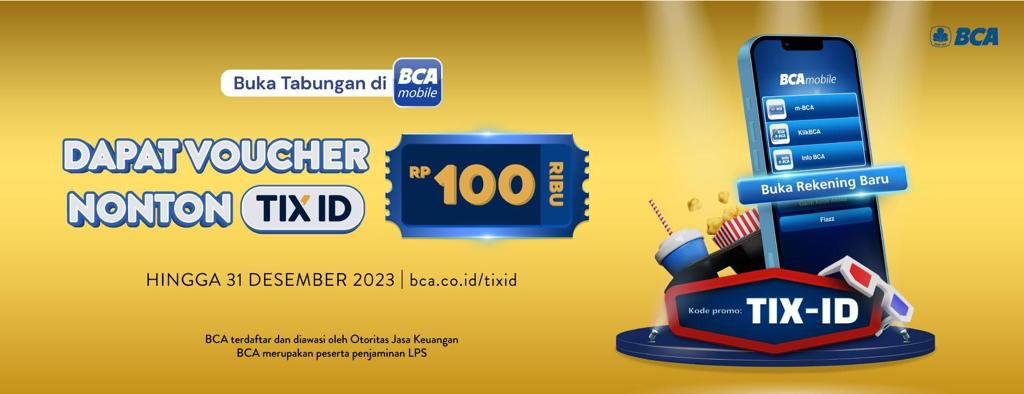 Buka Tabungan di BCA mobile
DAPAT VOUCHER
NONTON TIX ID
RP 100 RIBU
HINGGA 31 DESEMBER 2023 | bca.co.id/tixid
BCA terdaftar dan diawasi oleh Otoritas Jasa Keuangan
BCA merupakan peserta penjaminan LPS
BCA
BCA mobile
m-BCA
KlikBCA
Info BCA
Buka Rekening Baru
Flazz
Kode promo: TIX-ID